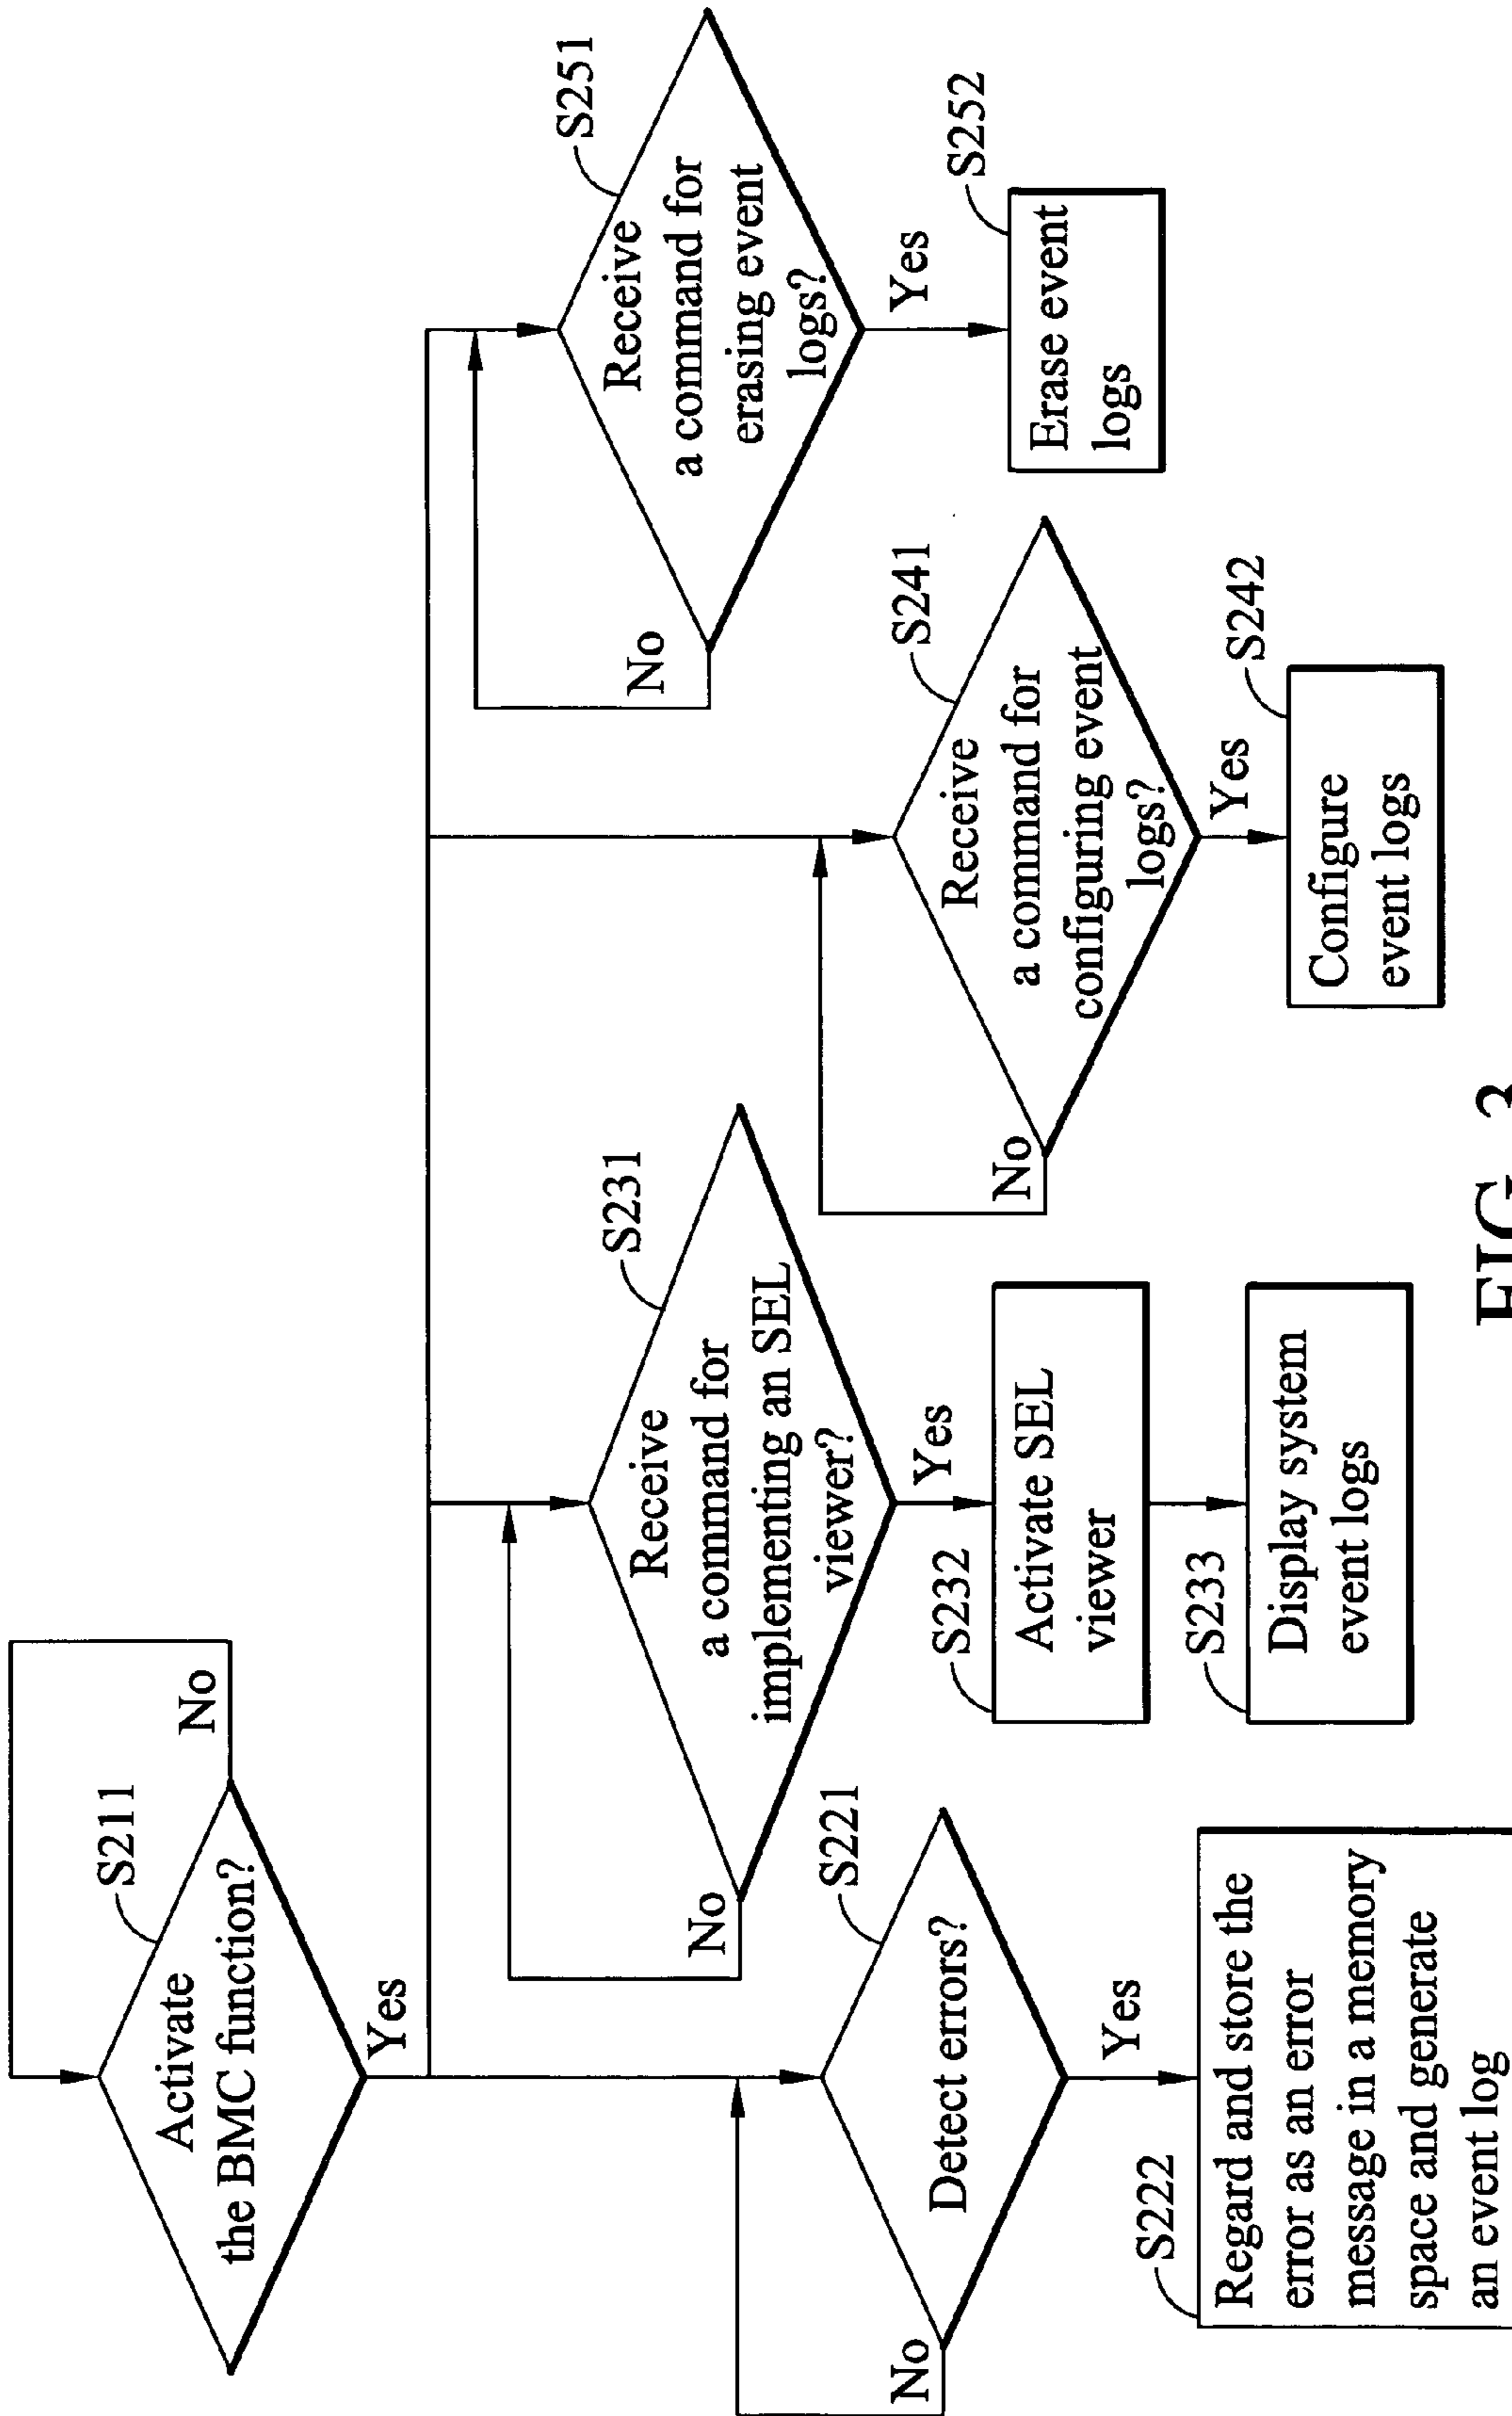 S211
Activate
the BMC function?
No
Yes
S221
Detect errors?
No
Yes
S222
Regard and store the
error as an error
message in a memory
space and generate
an event log
S231
Receive
a command for
implementing an SEL
viewer?
No
Yes
S232
Activate SEL
viewer
S233
Display system
event logs
S241
Receive
a command for
configuring event
logs?
No
Yes
S242
Configure
event logs
S251
Receive
a command for
erasing event
logs?
No
Yes
S252
Erase event
logs
FIG. 3